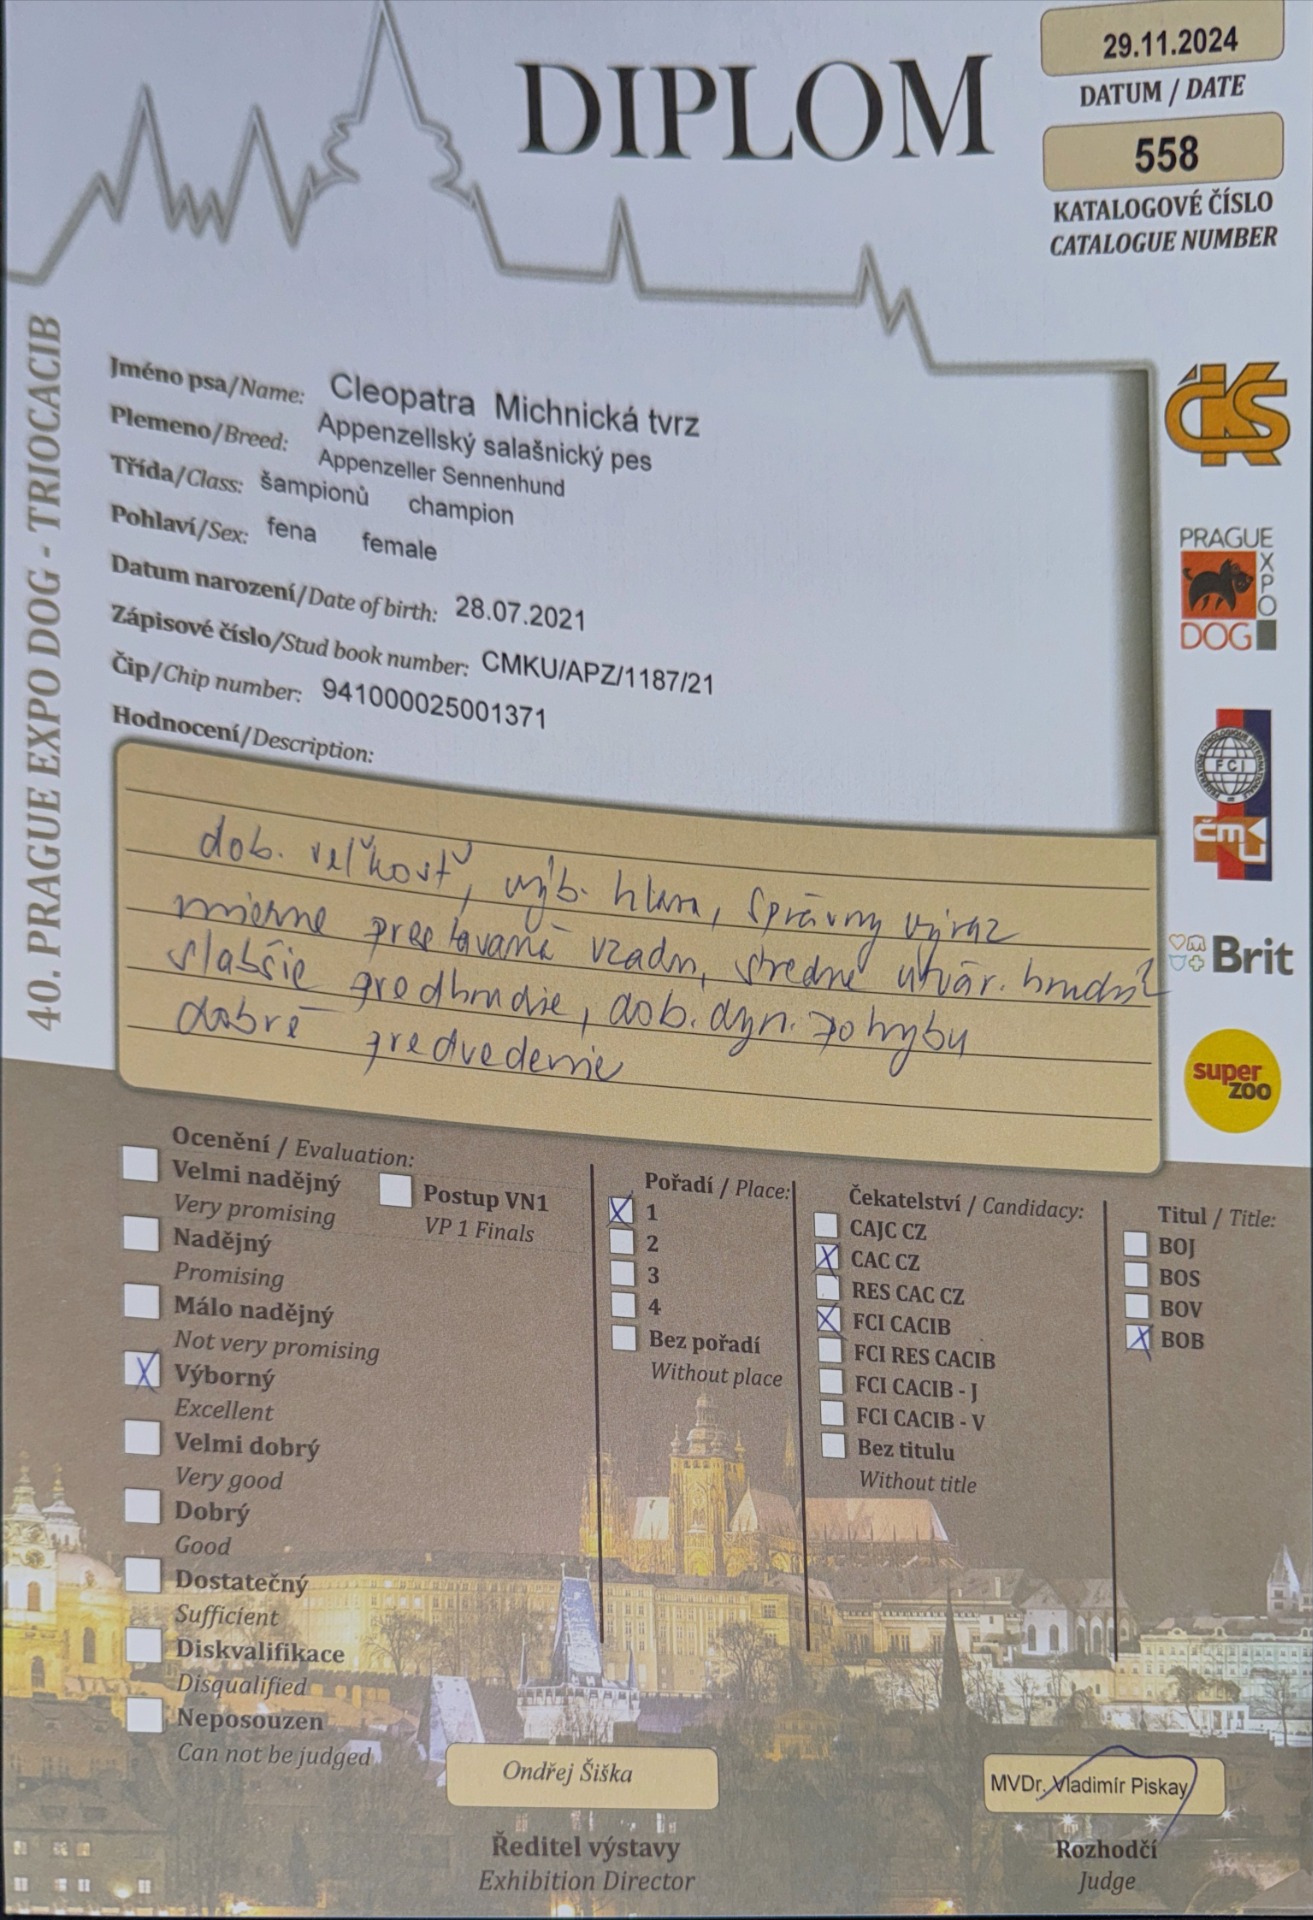 DIPLOM
29.11.2024
DATUM / DATE
558
KATALOGOVÉ ČÍSLO
CATALOGUE NUMBER
40. PRAGUE EXPO DOG - TRIOCACIB
Jméno psa/Name: Cleopatra Michnická tvrz
Plemeno/Breed: Appenzellský salašnický pes
Appenzeller Sennenhund
Třída/Class: šampionů champion
Pohlaví/Sex: fena female
Datum narození/Date of birth: 28.07.2021
Zápisové číslo/Stud book number: CMKU/APZ/1187/21
Čip/Chip number: 941000025001371
Hodnocení/Description:
dob. veľkosť, výb. hlava, správny výraz
mierne prestavaná vzadu, stredne utvár. hrudník
slabšie predhrudie, dob. dyn. pohybu
dobré predvedenie
ČKS
PRAGUE
EXPO
DOG
FEDERATION CYNOLOGIQUE INTERNATIONALE
FCI
ČMKU
Brit
super
zoo
Ocenění / Evaluation:
Velmi nadějný
Very promising
Postup VN1
VP 1 Finals
Nadějný
Promising
Málo nadějný
Not very promising
X Výborný
Excellent
Velmi dobrý
Very good
Dobrý
Good
Dostatečný
Sufficient
Diskvalifikace
Disqualified
Neposouzen
Can not be judged
Pořadí / Place:
X 1
2
3
4
Bez pořadí
Without place
Čekatelství / Candidacy:
CAJC CZ
X CAC CZ
RES CAC CZ
X FCI CACIB
FCI RES CACIB
FCI CACIB - J
FCI CACIB - V
Bez titulu
Without title
Titul / Title:
BOJ
BOS
BOV
X BOB
Ondřej Šiška
Ředitel výstavy
Exhibition Director
MVDr. Vladimír Piskay
Rozhodčí
Judge